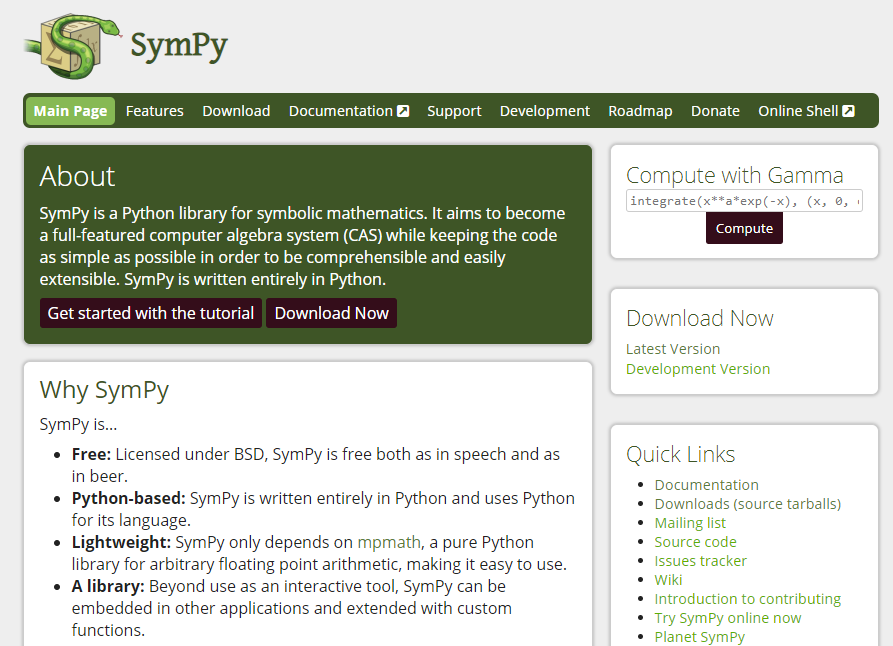 SymPy
Main Page Features Download Documentation Support Development Roadmap Donate Online Shell
About
SymPy is a Python library for symbolic mathematics. It aims to become
a full-featured computer algebra system (CAS) while keeping the code
as simple as possible in order to be comprehensible and easily
extensible. SymPy is written entirely in Python.
Get started with the tutorial Download Now
Why SymPy
SymPy is...
Free: Licensed under BSD, SymPy is free both as in speech and as
in beer.
Python-based: SymPy is written entirely in Python and uses Python
for its language.
Lightweight: SymPy only depends on mpmath, a pure Python
library for arbitrary floating point arithmetic, making it easy to use.
A library: Beyond use as an interactive tool, SymPy can be
embedded in other applications and extended with custom
functions.
Compute with Gamma
integrate(x**a*exp(-x), (x, 0,
Compute
Download Now
Latest Version
Development Version
Quick Links
Documentation
Downloads (source tarballs)
Mailing list
Source code
Issues tracker
Wiki
Introduction to contributing
Try SymPy online now
Planet SymPy